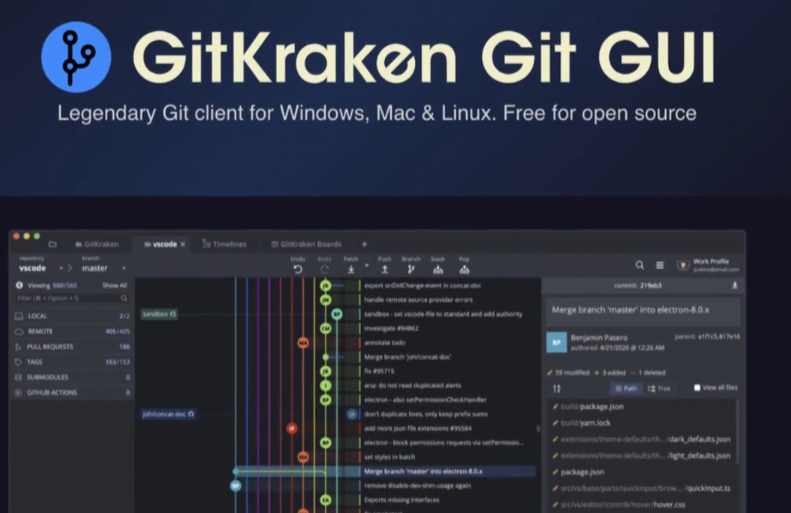 GitKraken Git GUI
Legendary Git client for Windows, Mac & Linux. Free for open source
GitKraken
vscode
Timelines
GitKraken Boards
repository
vscode
branch
master
Undo
Redo
Fetch
Push
Branch
Stash
Pop
Work Profile
Viewing
Show All
Filter (⌘ + Option + f)
LOCAL 2/2
REMOTE 405/405
PULL REQUESTS 186
TAGS 153/153
SUBMODULES 0
GITHUB ACTIONS 0
sandbox
joh/concat-doc
export onDidChange-event in concat-doc
handle remote source provider errors
sandbox - set vscode-file to standard and add authority
investigate #94862
annotate todo
Merge branch 'joh/concat-doc'
fix #95715
aria: do not read duplicated alerts
electron - also setPermissionCheckHandler
don't duplicate lines, only keep prefix sums
add more json file extensions #95584
electron - block permissions requests via setPermissio...
set styles in batch
Merge branch 'master' into electron-8.0.x
remove disable-dev-shm-usage again
Exports missing interfaces
commit: 219eb3
Merge branch 'master' into electron-8.0.x
BP
Benjamin Pasero
authored 4/21/2020 @ 12:26 AM
parent: a1f1c5,817e16
59 modified + 3 added − 1 deleted
Path
Tree
View all files
build/package.json
build/yarn.lock
extensions/theme-defaults/th... /dark_defaults.json
extensions/theme-defaults/th... /light_defaults.json
package.json
src/vs/base/parts/quickinput/brow... /quickInput.ts
src/vs/editor/contrib/hover/hover.css